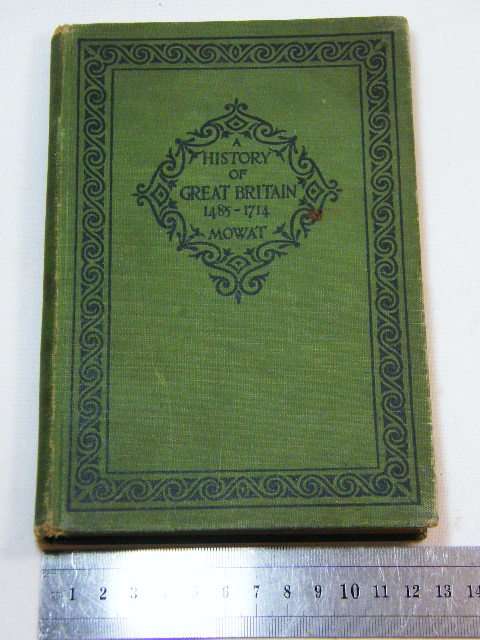 A
HISTORY
OF
GREAT BRITAIN
1485-1714
MOWAT
1 2 3 4 5 6 7 8 9 10 11 12 13 14